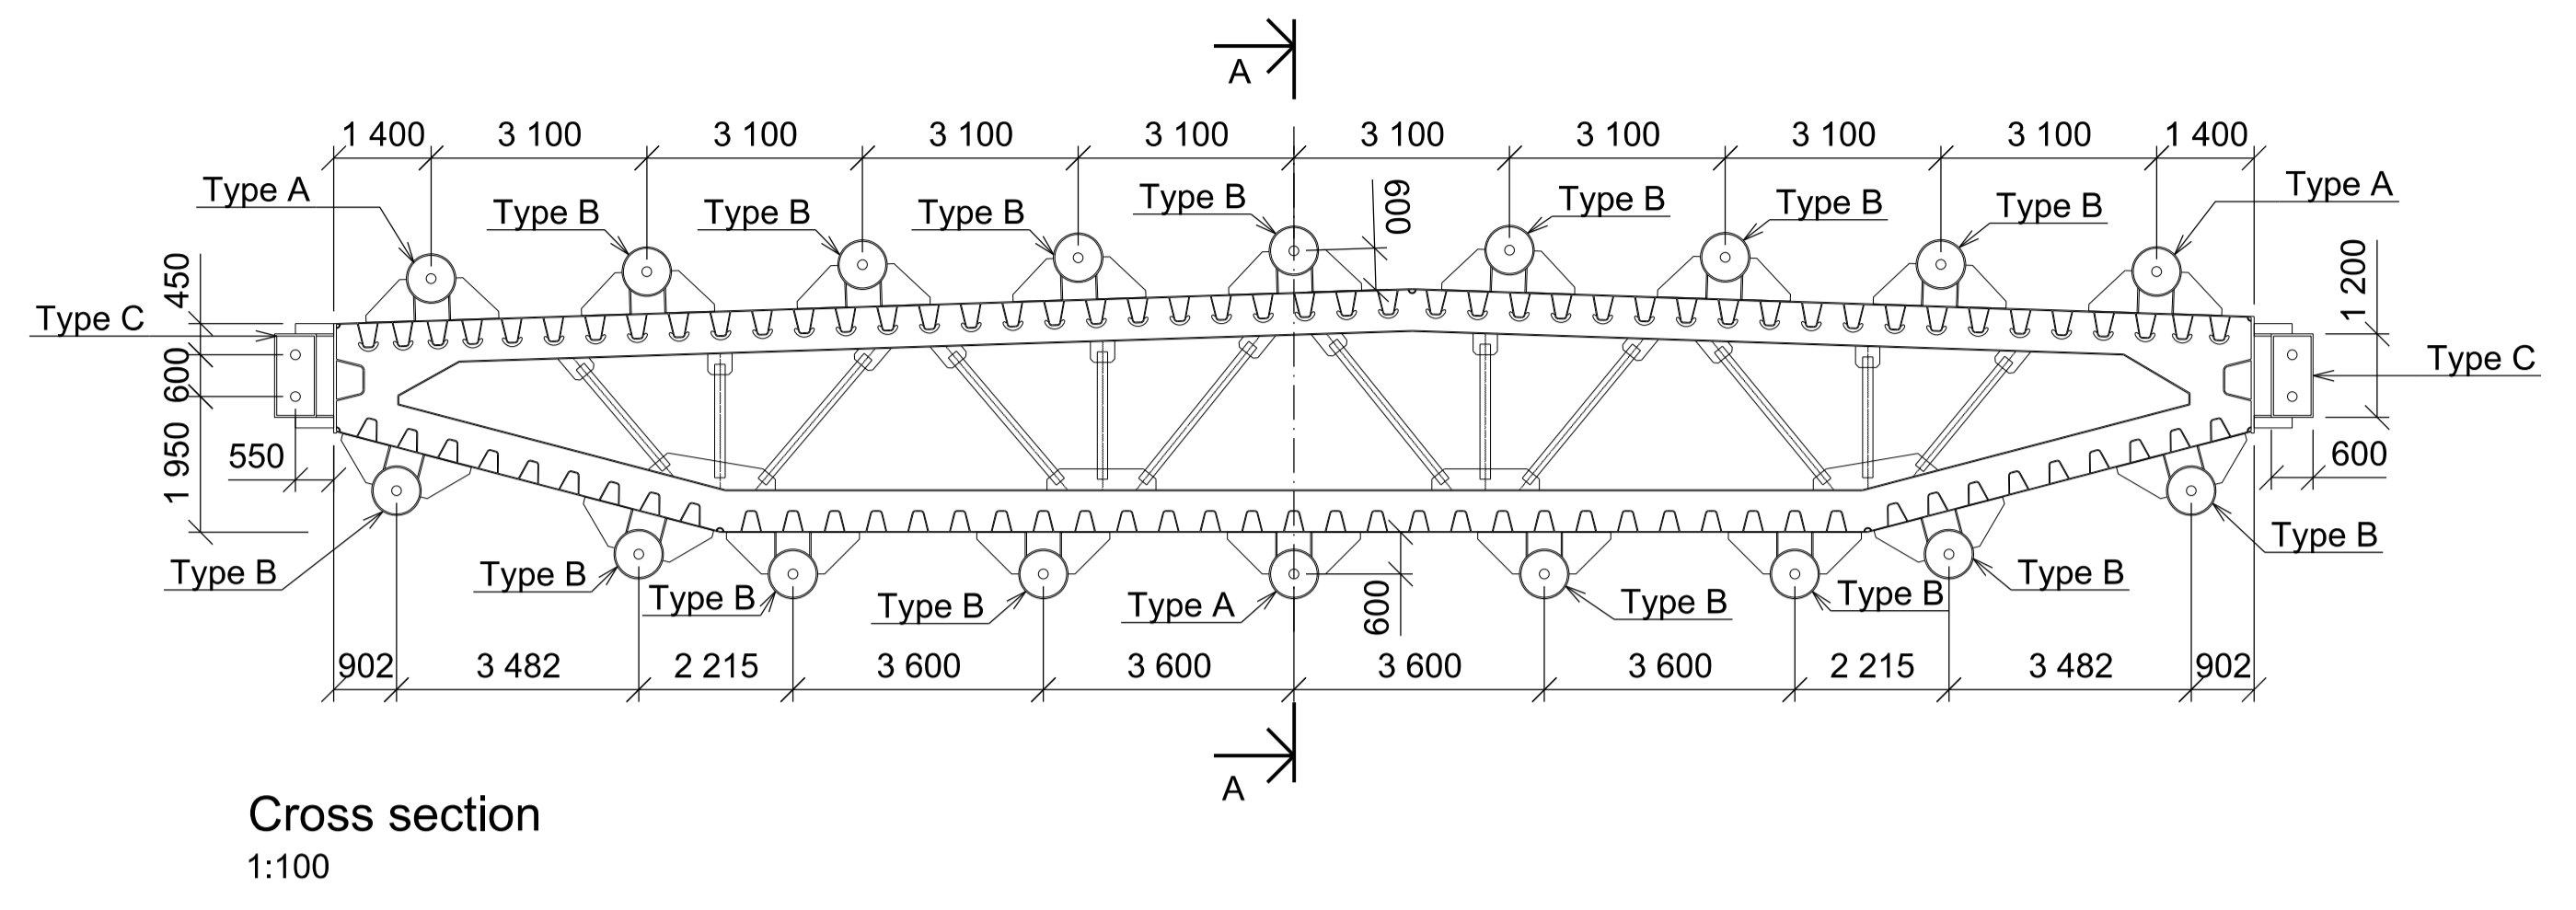 A
1 400 3 100 3 100 3 100 3 100 3 100 3 100 3 100 3 100 1 400
Type A
Type B
Type B
Type B
Type B
600
Type B
Type B
Type B
Type A
450
600
1 950
Type C
550
1 200
Type C
600
Type B
Type B
Type B
Type B
Type A
600
Type B
Type B
Type B
Type B
902 3 482 2 215 3 600 3 600 3 600 3 600 2 215 3 482 902
A
Cross section
1:100